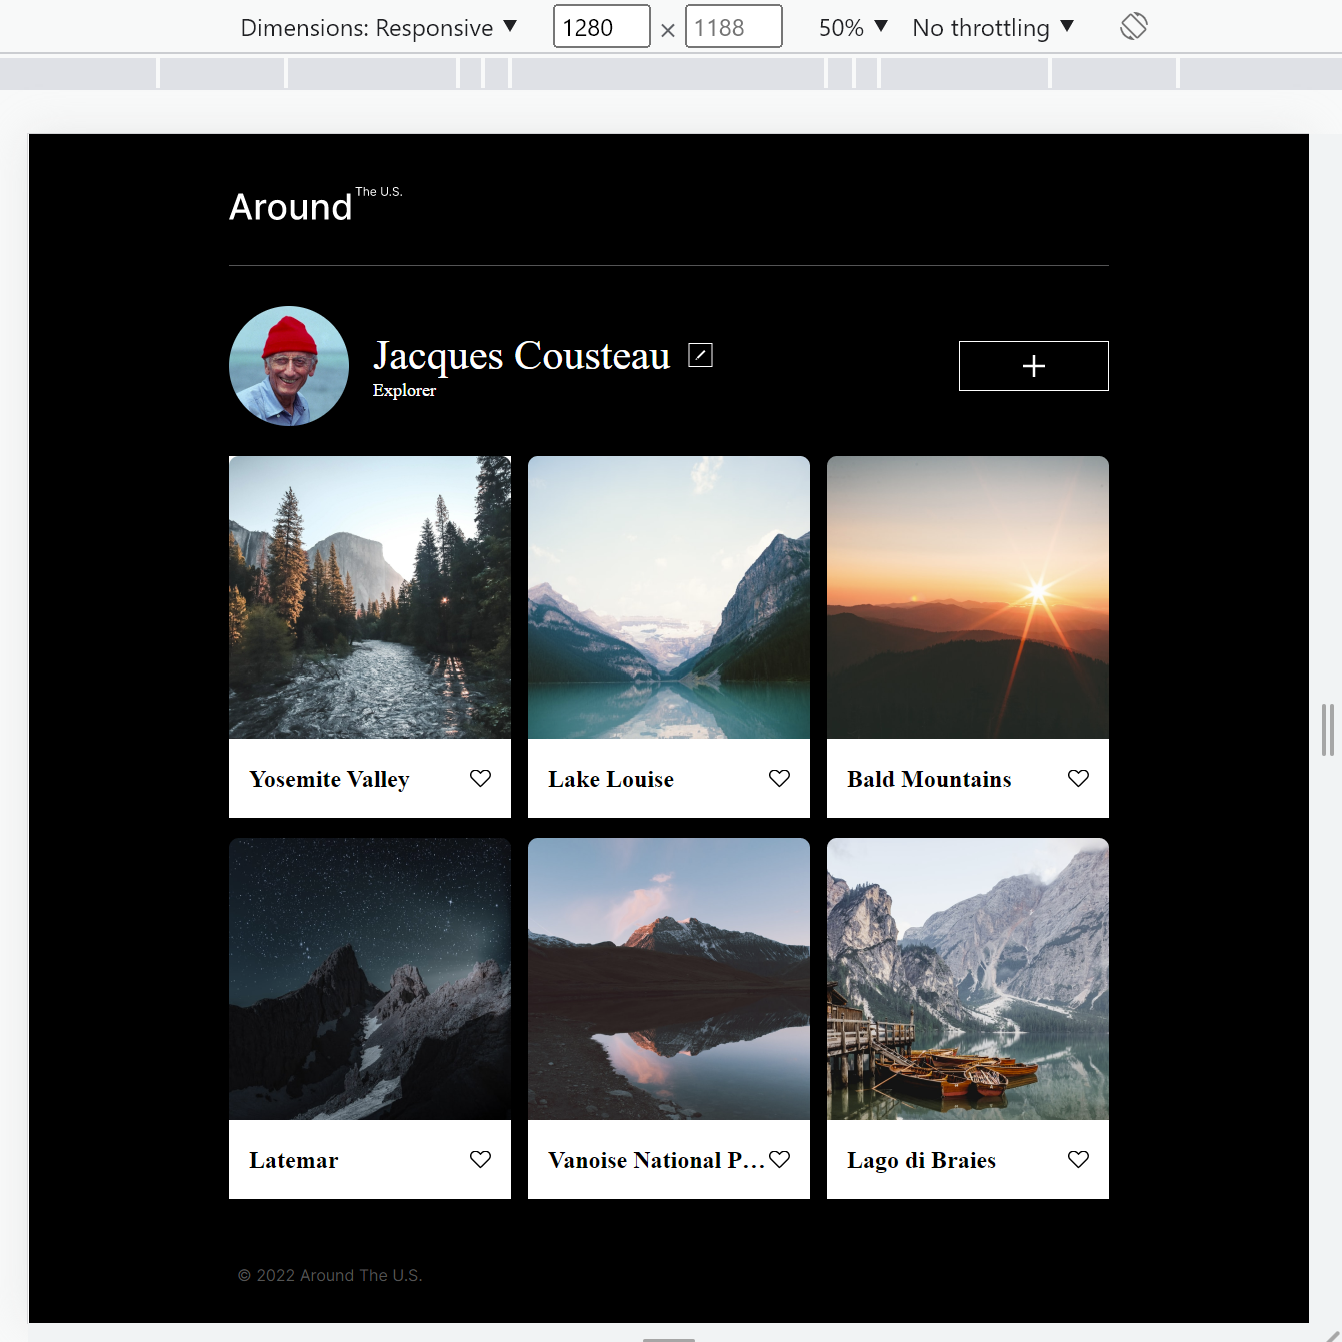 Dimensions: Responsive ▼ 1280 × 1188 50% ▼ No throttling ▼
Around The U.S.
Jacques Cousteau
Explorer
Yosemite Valley
Lake Louise
Bald Mountains
Latemar
Vanoise National P...
Lago di Braies
© 2022 Around The U.S.